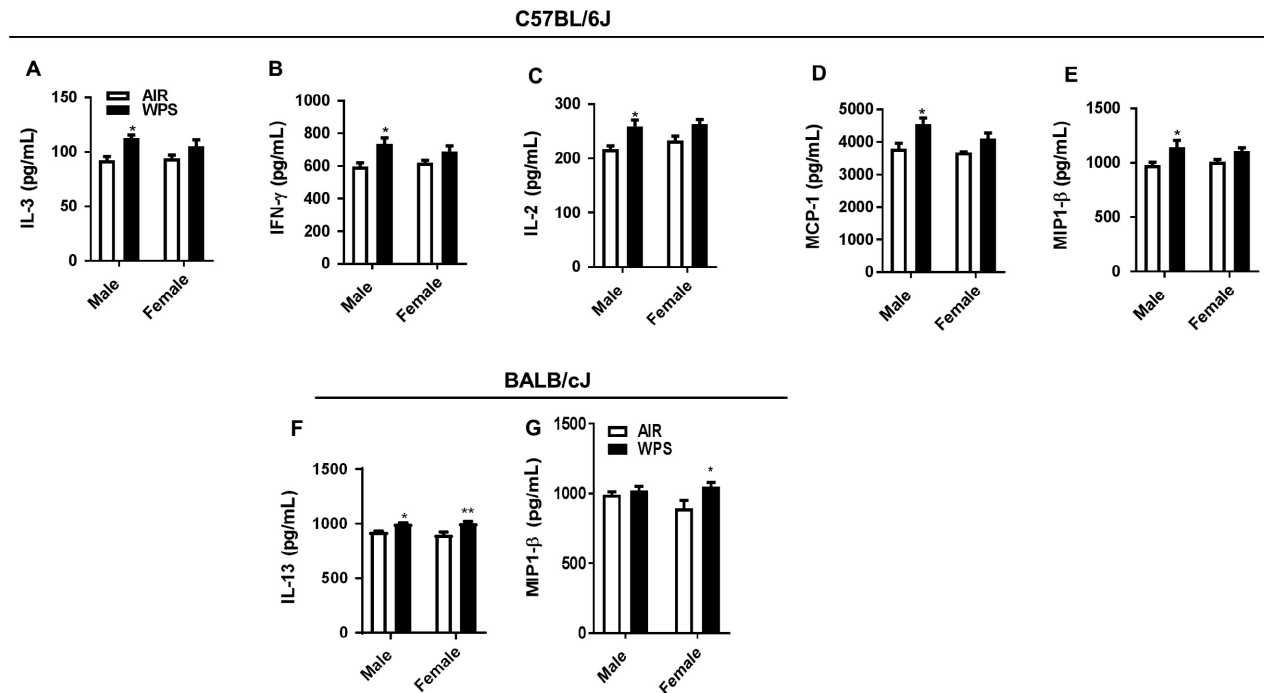 C57BL/6J
A
150
100
50
0
IL-3 (pg/mL)
AIR
WPS
*
Male
Female
B
1000
800
600
400
200
0
IFN-γ (pg/mL)
*
Male
Female
C
300
200
100
0
IL-2 (pg/mL)
*
Male
Female
D
5000
4000
3000
2000
1000
0
MCP-1 (pg/mL)
*
Male
Female
E
1500
1000
500
0
MIP1-β (pg/mL)
*
Male
Female
BALB/cJ
F
1500
1000
500
0
IL-13 (pg/mL)
*
**
Male
Female
G
1500
1000
500
0
MIP1-β (pg/mL)
AIR
WPS
*
Male
Female